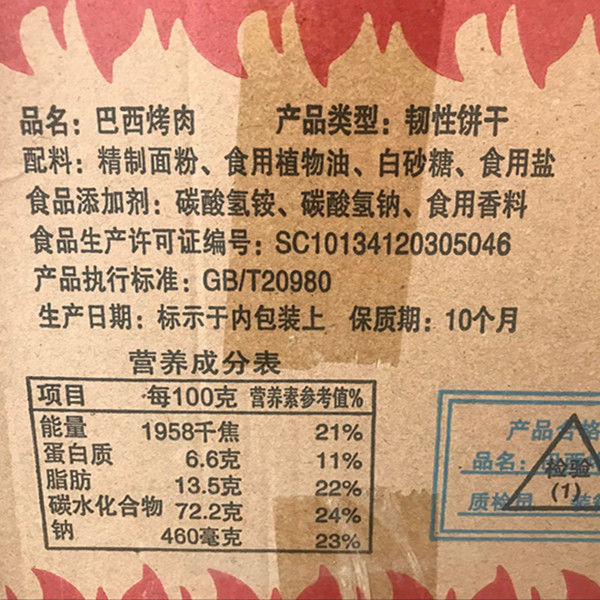 品名：巴西烤肉 产品类型：韧性饼干
配料：精制面粉、食用植物油、白砂糖、食用盐
食品添加剂：碳酸氢铵、碳酸氢钠、食用香料
食品生产许可证编号：SC10134120305046
产品执行标准：GB/T20980
生产日期：标示于内包装上 保质期：10个月
营养成分表
项目 每100克 营养素参考值%
能量 1958千焦 21%
蛋白质 6.6克 11%
脂肪 13.5克 22%
碳水化合物 72.2克 24%
钠 460毫克 23%
产品合格
品名：巴西
检验
质检员
(1)